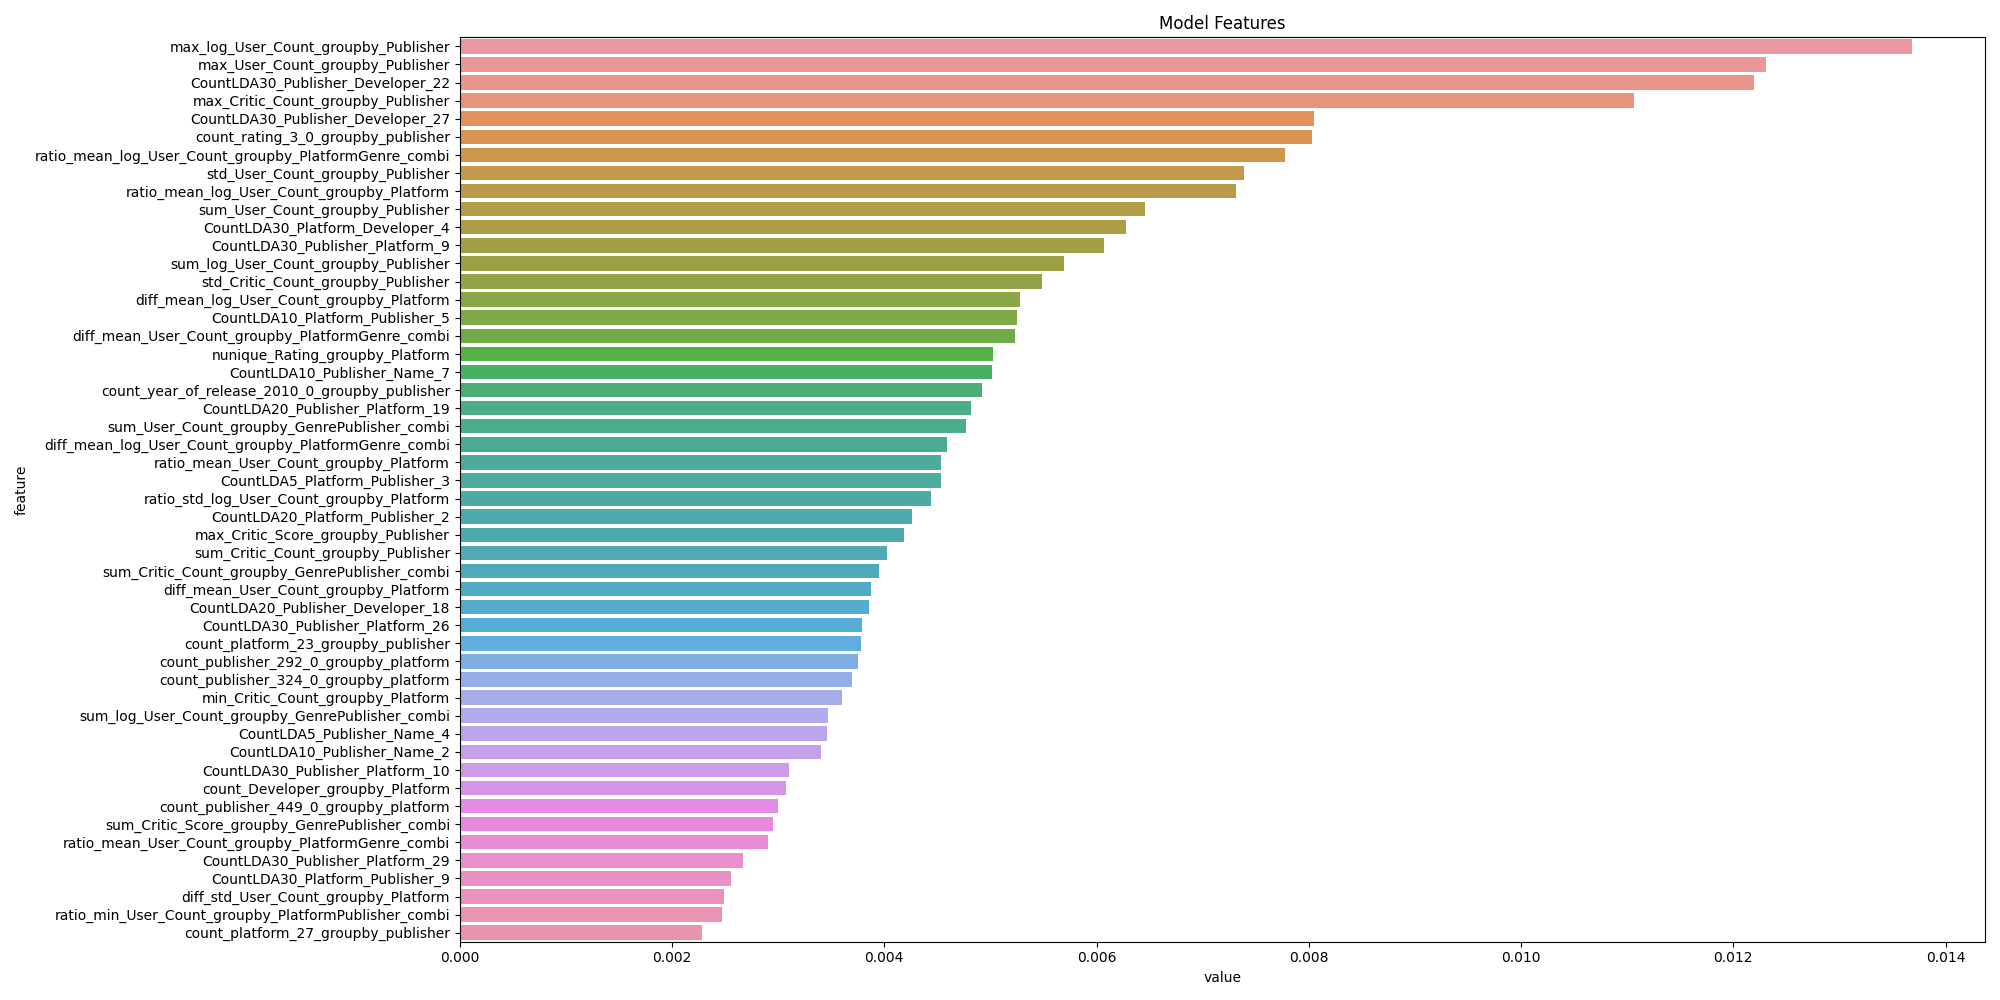 Model Features
max_log_User_Count_groupby_Publisher
max_User_Count_groupby_Publisher
CountLDA30_Publisher_Developer_22
max_Critic_Count_groupby_Publisher
CountLDA30_Publisher_Developer_27
count_rating_3_0_groupby_publisher
ratio_mean_log_User_Count_groupby_PlatformGenre_combi
std_User_Count_groupby_Publisher
ratio_mean_log_User_Count_groupby_Platform
sum_User_Count_groupby_Publisher
CountLDA30_Platform_Developer_4
CountLDA30_Publisher_Platform_9
sum_log_User_Count_groupby_Publisher
std_Critic_Count_groupby_Publisher
diff_mean_log_User_Count_groupby_Platform
CountLDA10_Platform_Publisher_5
diff_mean_User_Count_groupby_PlatformGenre_combi
nunique_Rating_groupby_Platform
CountLDA10_Publisher_Name_7
count_year_of_release_2010_0_groupby_publisher
CountLDA20_Publisher_Platform_19
sum_User_Count_groupby_GenrePublisher_combi
diff_mean_log_User_Count_groupby_PlatformGenre_combi
ratio_mean_User_Count_groupby_Platform
CountLDA5_Platform_Publisher_3
ratio_std_log_User_Count_groupby_Platform
CountLDA20_Platform_Publisher_2
max_Critic_Score_groupby_Publisher
sum_Critic_Count_groupby_Publisher
sum_Critic_Count_groupby_GenrePublisher_combi
diff_mean_User_Count_groupby_Platform
CountLDA20_Publisher_Developer_18
CountLDA30_Publisher_Platform_26
count_platform_23_groupby_publisher
count_publisher_292_0_groupby_platform
count_publisher_324_0_groupby_platform
min_Critic_Count_groupby_Platform
sum_log_User_Count_groupby_GenrePublisher_combi
CountLDA5_Publisher_Name_4
CountLDA10_Publisher_Name_2
CountLDA30_Publisher_Platform_10
count_Developer_groupby_Platform
count_publisher_449_0_groupby_platform
sum_Critic_Score_groupby_GenrePublisher_combi
ratio_mean_User_Count_groupby_PlatformGenre_combi
CountLDA30_Publisher_Platform_29
CountLDA30_Platform_Publisher_9
diff_std_User_Count_groupby_Platform
ratio_min_User_Count_groupby_PlatformPublisher_combi
count_platform_27_groupby_publisher
feature
0.000 0.002 0.004 0.006 0.008 0.010 0.012 0.014
value